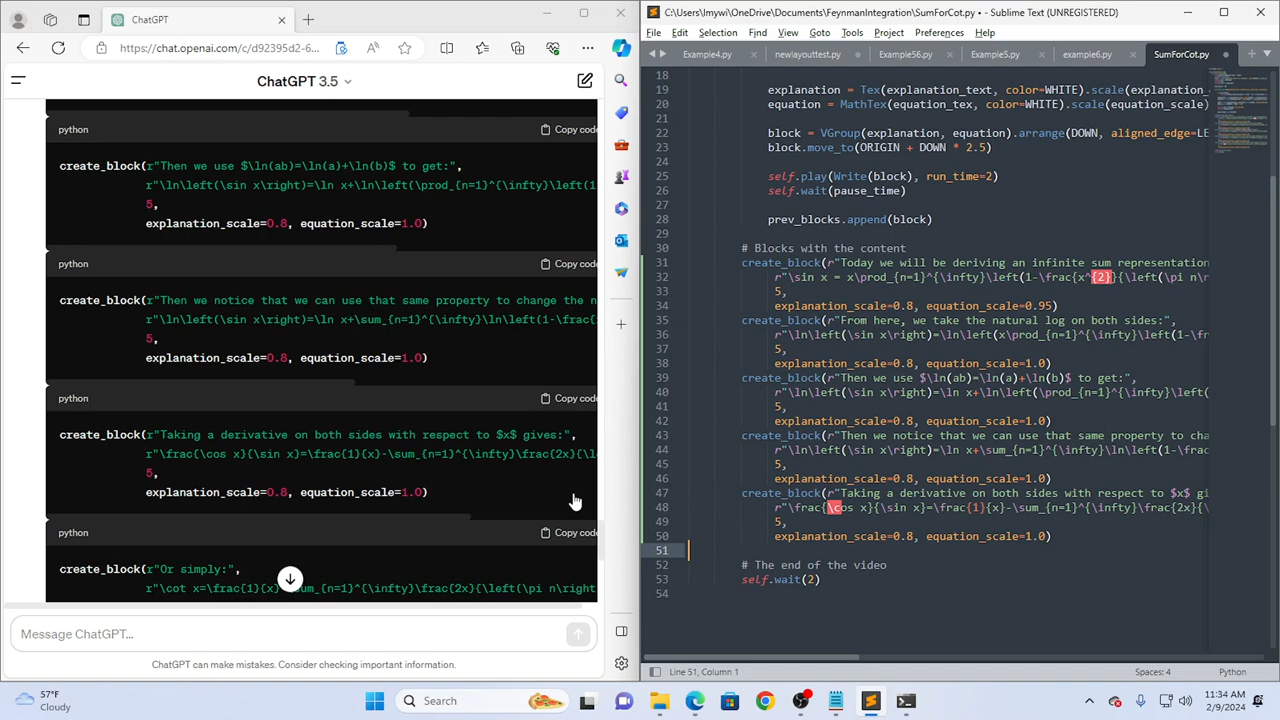 ChatGPT
https://chat.openai.com/c/d92395d2-6...
ChatGPT 3.5
python
Copy code
create_block(r"Then we use $\ln(ab)=\ln(a)+\ln(b)$ to get:",
r"\ln\left(\sin x\right)=\ln x+\ln\left(\prod_{n=1}^{\infty}\left(1
5,
explanation_scale=0.8, equation_scale=1.0)
python
Copy code
create_block(r"Then we notice that we can use that same property to change the n
r"\ln\left(\sin x\right)=\ln x+\sum_{n=1}^{\infty}\ln\left(1-\frac{x
5,
explanation_scale=0.8, equation_scale=1.0)
python
Copy code
create_block(r"Taking a derivative on both sides with respect to $x$ gives:",
r"\frac{\cos x}{\sin x}=\frac{1}{x}-\sum_{n=1}^{\infty}\frac{2x}{\l
5,
explanation_scale=0.8, equation_scale=1.0)
python
Copy code
create_block(r"Or simply:",
r"\cot x=\frac{1}{x} sum_{n=1}^{\infty}\frac{2x}{\left(\pi n\right
Message ChatGPT...
ChatGPT can make mistakes. Consider checking important information.
C:\Users\lmywi\OneDrive\Documents\FeynmanIntegration\SumForCot.py • - Sublime Text (UNREGISTERED)
File Edit Selection Find View Goto Tools Project Preferences Help
Example4.py newlayouttest.py Example56.py Example5.py example6.py SumForCot.py
18
19 explanation = Tex(explanation_text, color=WHITE).scale(explanation_
20 equation = MathTex(equation_text, color=WHITE).scale(equation_scale)
21
22 block = VGroup(explanation, equation).arrange(DOWN, aligned_edge=LE
23 block.move_to(ORIGIN + DOWN * 2.5)
24
25 self.play(Write(block), run_time=2)
26 self.wait(pause_time)
27
28 prev_blocks.append(block)
29
30 # Blocks with the content
31 create_block(r"Today we will be deriving an infinite sum representation
32 r"\sin x = x\prod_{n=1}^{\infty}\left(1-\frac{x^{2}}{\left(\pi n\r
33 5,
34 explanation_scale=0.8, equation_scale=0.95)
35 create_block(r"From here, we take the natural log on both sides:",
36 r"\ln\left(\sin x\right)=\ln\left(x\prod_{n=1}^{\infty}\left(1-\fr
37 5,
38 explanation_scale=0.8, equation_scale=1.0)
39 create_block(r"Then we use $\ln(ab)=\ln(a)+\ln(b)$ to get:",
40 r"\ln\left(\sin x\right)=\ln x+\ln\left(\prod_{n=1}^{\infty}\left(
41 5,
42 explanation_scale=0.8, equation_scale=1.0)
43 create_block(r"Then we notice that we can use that same property to cha
44 r"\ln\left(\sin x\right)=\ln x+\sum_{n=1}^{\infty}\ln\left(1-\frac
45 5,
46 explanation_scale=0.8, equation_scale=1.0)
47 create_block(r"Taking a derivative on both sides with respect to $x$ gi
48 r"\frac{\cos x}{\sin x}=\frac{1}{x}-\sum_{n=1}^{\infty}\frac{2x}{\
49 5,
50 explanation_scale=0.8, equation_scale=1.0)
51
52 # The end of the video
53 self.wait(2)
54
Line 51, Column 1
Spaces: 4
Python
57°F
Cloudy
Search
11:34 AM
2/9/2024